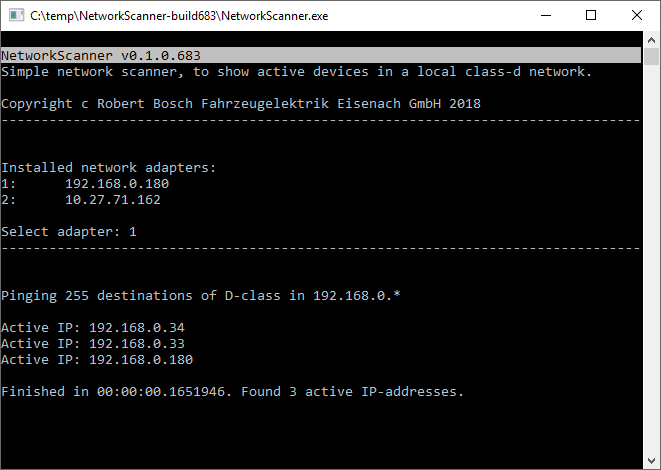 C:\temp\NetworkScanner-build683\NetworkScanner.exe
NetworkScanner v0.1.0.683
Simple network scanner, to show active devices in a local class-d network.
Copyright c Robert Bosch Fahrzeugelektrik Eisenach GmbH 2018
--------------------------------------------------------------------------------
Installed network adapters:
1:      192.168.0.180
2:      10.27.71.162
Select adapter: 1
--------------------------------------------------------------------------------
Pinging 255 destinations of D-class in 192.168.0.*
Active IP: 192.168.0.34
Active IP: 192.168.0.33
Active IP: 192.168.0.180
Finished in 00:00:00.1651946. Found 3 active IP-addresses.